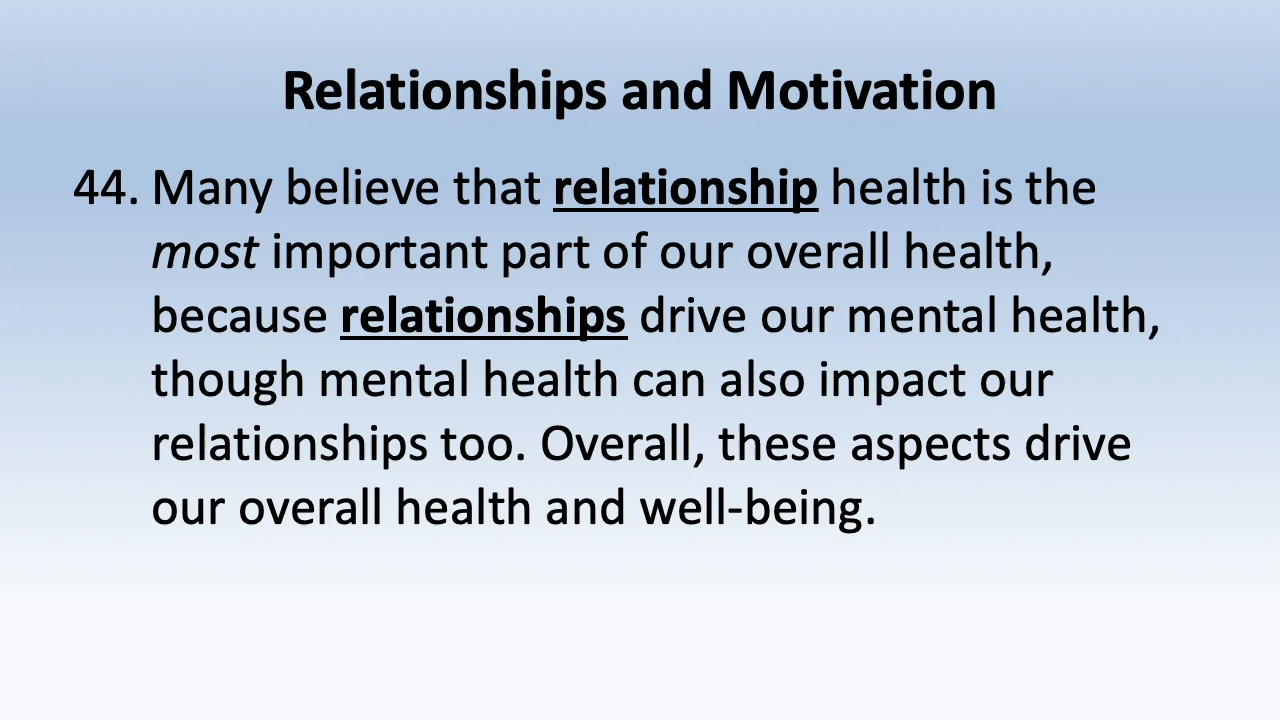 Relationships and Motivation
44. Many believe that relationship health is the
most important part of our overall health,
because relationships drive our mental health,
though mental health can also impact our
relationships too. Overall, these aspects drive
our overall health and well-being.